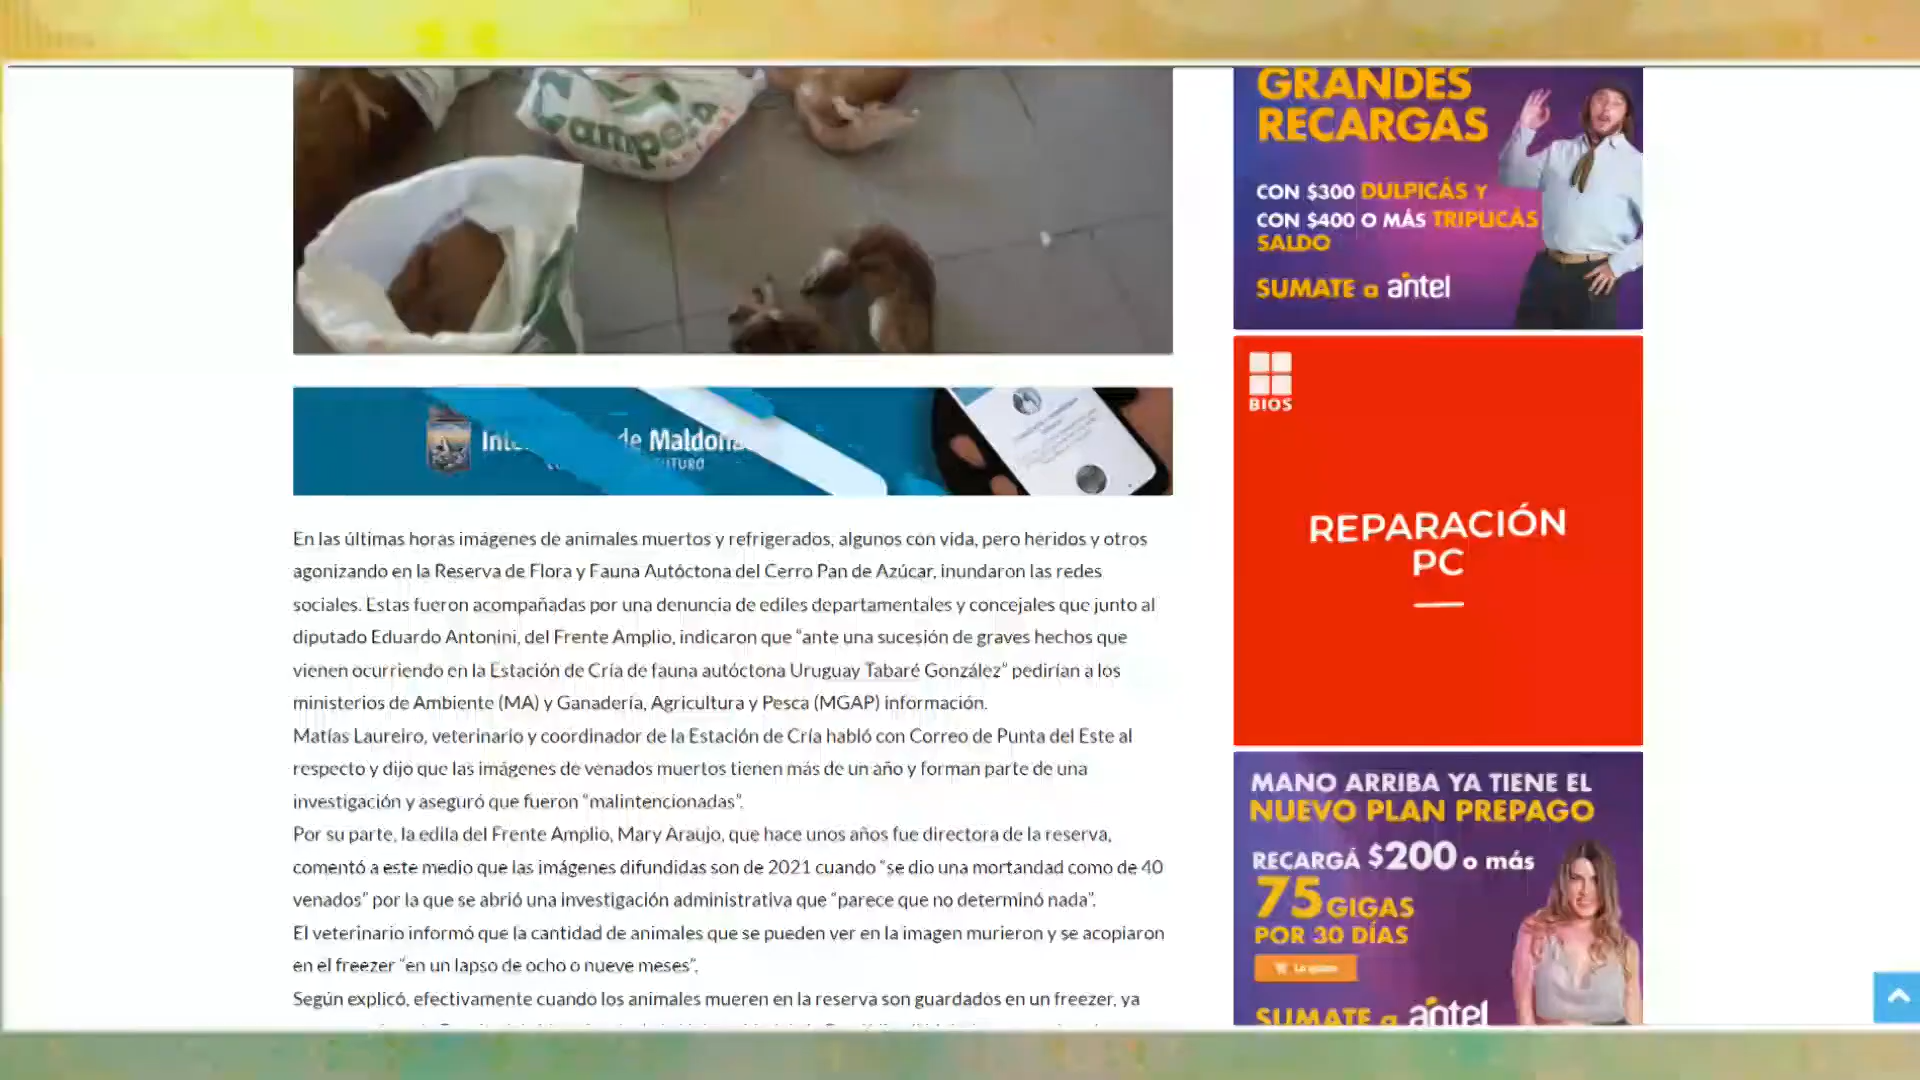 Campera
En las últimas horas imágenes de animales muertos y refrigerados, algunos con vida, pero heridos y otros
agonizando en la Reserva de Flora y Fauna Autóctona del Cerro Pan de Azúcar, inundaron las redes
sociales. Estas fueron acompañadas por una denuncia de ediles departamentales y concejales que junto al
diputado Eduardo Antonini, del Frente Amplio, indicaron que “ante una sucesión de graves hechos que
vienen ocurriendo en la Estación de Cría de fauna autóctona Uruguay Tabaré González” pedirían a los
ministerios de Ambiente (MA) y Ganadería, Agricultura y Pesca (MGAP) información.
Matías Laureiro, veterinario y coordinador de la Estación de Cría habló con Correo de Punta del Este al
respecto y dijo que las imágenes de venados muertos tienen más de un año y forman parte de una
investigación y aseguró que fueron “malintencionadas”.
Por su parte, la edila del Frente Amplio, Mary Araujo, que hace unos años fue directora de la reserva,
comentó a este medio que las imágenes difundidas son de 2021 cuando “se dio una mortandad como de 40
venados” por la que se abrió una investigación administrativa que “parece que no determinó nada”.
El veterinario informó que la cantidad de animales que se pueden ver en la imagen murieron y se acopiaron
en el freezer “en un lapso de ocho o nueve meses”.
Según explicó, efectivamente cuando los animales mueren en la reserva son guardados en un freezer, ya
GRANDES
RECARGAS
CON $300 DULPICÁS Y
CON $400 O MÁS TRIPLICÁS
SALDO
SUMATE a antel
BIOS
REPARACIÓN
PC
MANO ARRIBA YA TIENE EL
NUEVO PLAN PREPAGO
RECARGÁ $200 o más
75 GIGAS
POR 30 DÍAS
Lo quiero
SUMATE a antel